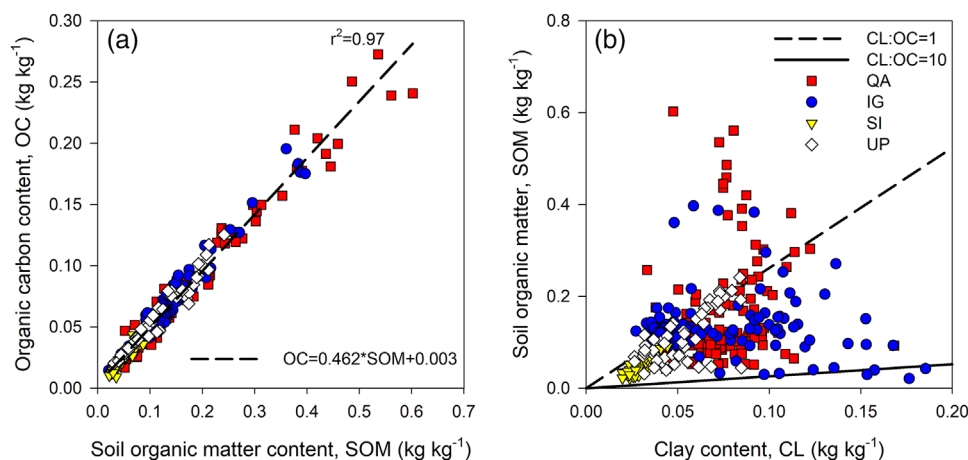 (a)
r²=0.97
Organic carbon content, OC (kg kg⁻¹)
0.30
0.25
0.20
0.15
0.10
0.05
0.00
OC=0.462*SOM+0.003
0.0 0.1 0.2 0.3 0.4 0.5 0.6 0.7
Soil organic matter content, SOM (kg kg⁻¹)
(b)
CL:OC=1
CL:OC=10
QA
IG
SI
UP
Soil organic matter, SOM (kg kg⁻¹)
0.8
0.6
0.4
0.2
0.0
0.00 0.05 0.10 0.15 0.20
Clay content, CL (kg kg⁻¹)